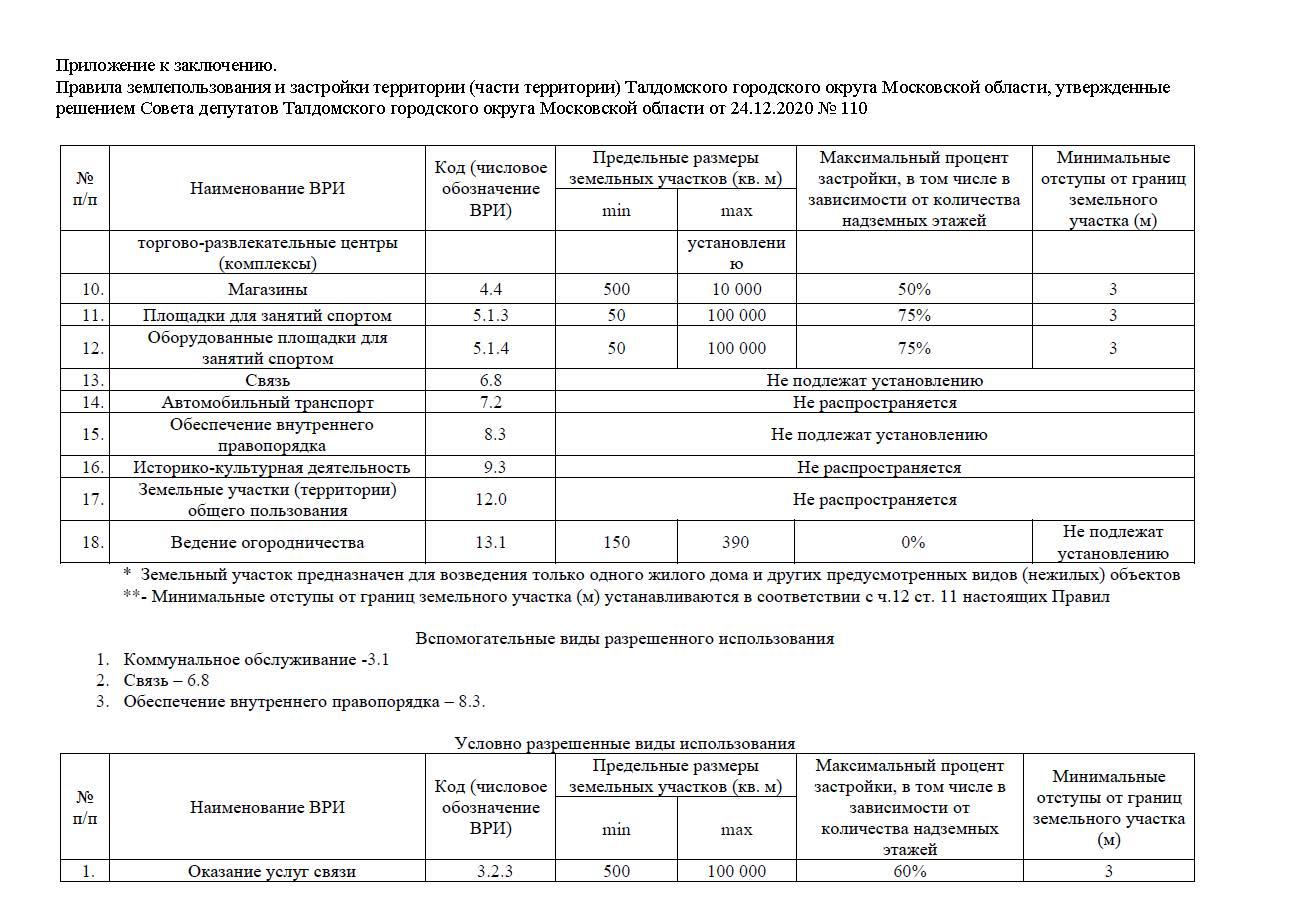 Приложение к заключению.
Правила землепользования и застройки территории (части территории) Талдомского городского округа Московской области, утвержденные
решением Совета депутатов Талдомского городского округа Московской области от 24.12.2020 № 110
№ п/п Наименование ВРИ Код (числовое обозначение ВРИ) Предельные размеры земельных участков (кв. м) min max Максимальный процент застройки, в том числе в зависимости от количества надземных этажей Минимальные отступы от границ земельного участка (м)
торгово-развлекательные центры (комплексы) установлени ю
10. Магазины 4.4 500 10 000 50% 3
11. Площадки для занятий спортом 5.1.3 50 100 000 75% 3
12. Оборудованные площадки для занятий спортом 5.1.4 50 100 000 75% 3
13. Связь 6.8 Не подлежат установлению
14. Автомобильный транспорт 7.2 Не распространяется
15. Обеспечение внутреннего правопорядка 8.3 Не подлежат установлению
16. Историко-культурная деятельность 9.3 Не распространяется
17. Земельные участки (территории) общего пользования 12.0 Не распространяется
18. Ведение огородничества 13.1 150 390 0% Не подлежат установлению
* Земельный участок предназначен для возведения только одного жилого дома и других предусмотренных видов (нежилых) объектов
**- Минимальные отступы от границ земельного участка (м) устанавливаются в соответствии с ч.12 ст. 11 настоящих Правил
Вспомогательные виды разрешенного использования
1. Коммунальное обслуживание -3.1
2. Связь – 6.8
3. Обеспечение внутреннего правопорядка – 8.3.
Условно разрешенные виды использования
№ п/п Наименование ВРИ Код (числовое обозначение ВРИ) Предельные размеры земельных участков (кв. м) min max Максимальный процент застройки, в том числе в зависимости от количества надземных этажей Минимальные отступы от границ земельного участка (м)
1. Оказание услуг связи 3.2.3 500 100 000 60% 3